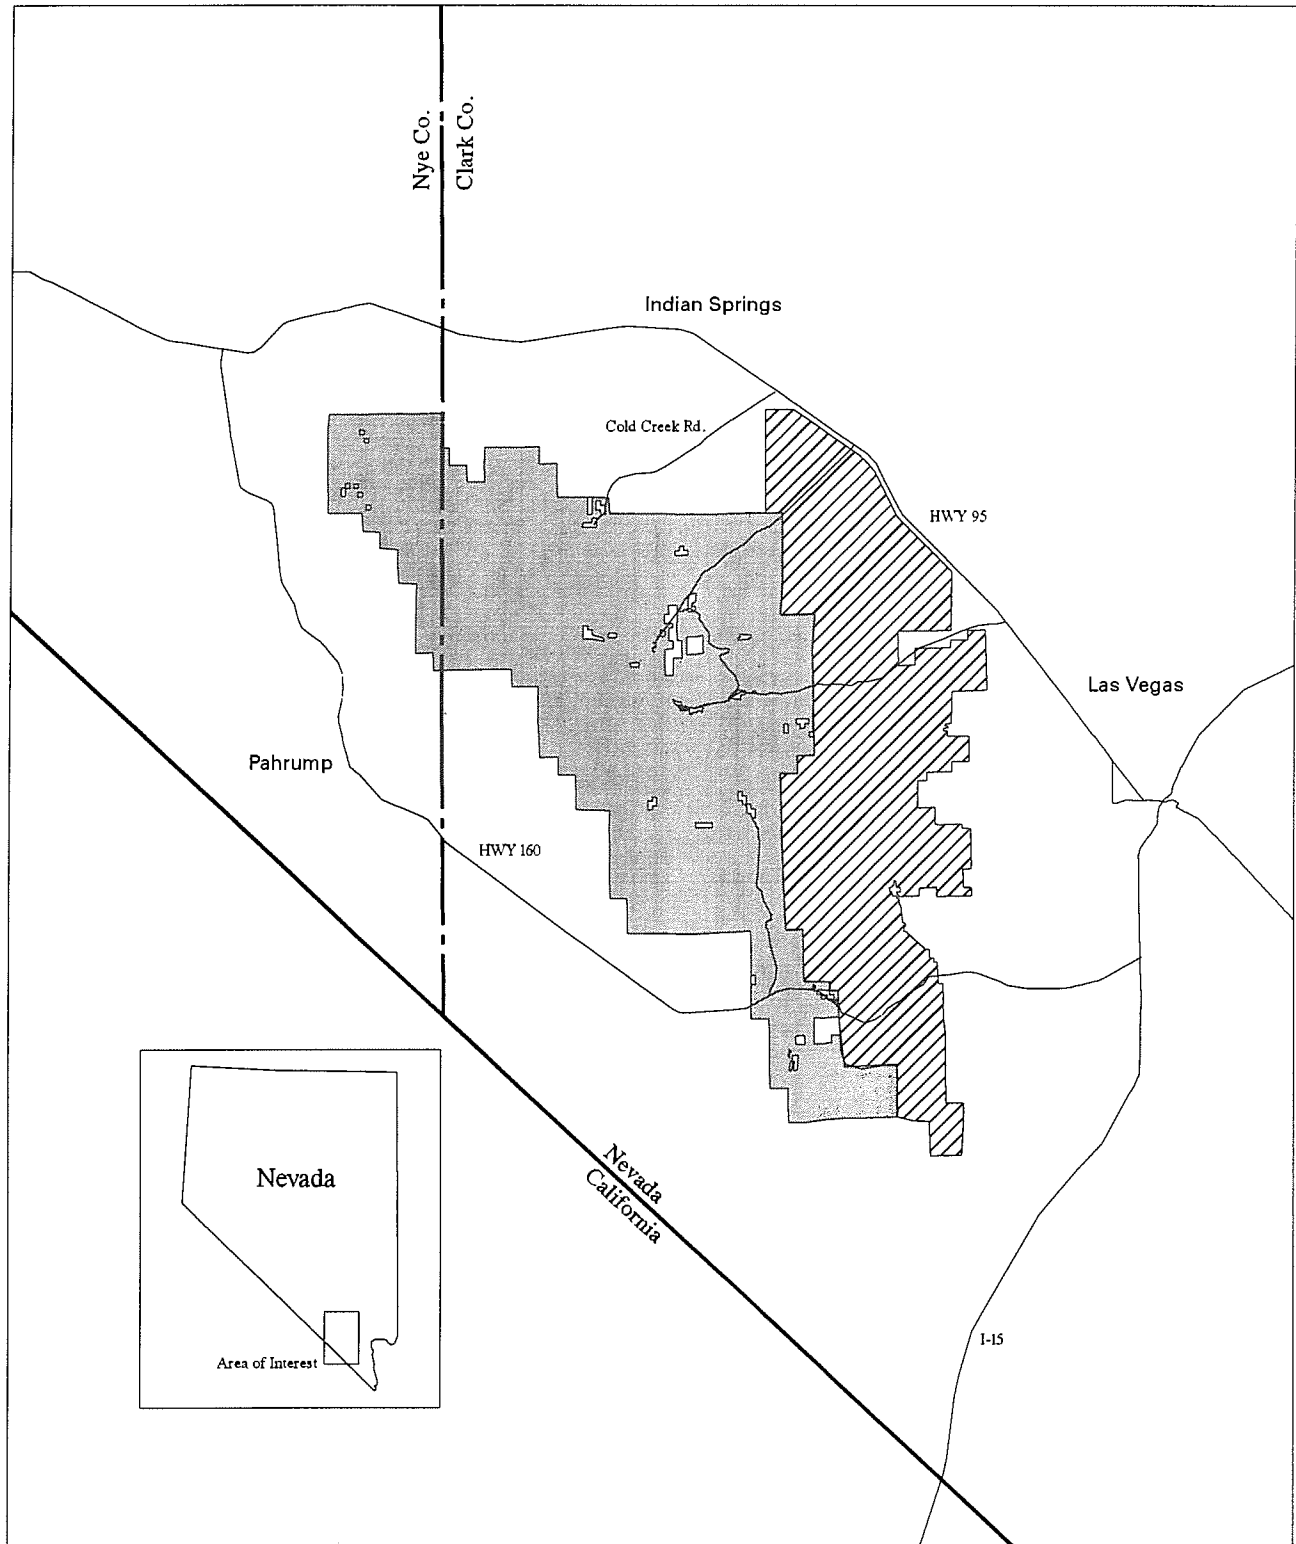 Nye Co.
Clark Co.
Indian Springs
Cold Creek Rd.
HWY 95
Las Vegas
Pahrump
HWY 160
Nevada
California
Nevada
Area of Interest
I-15